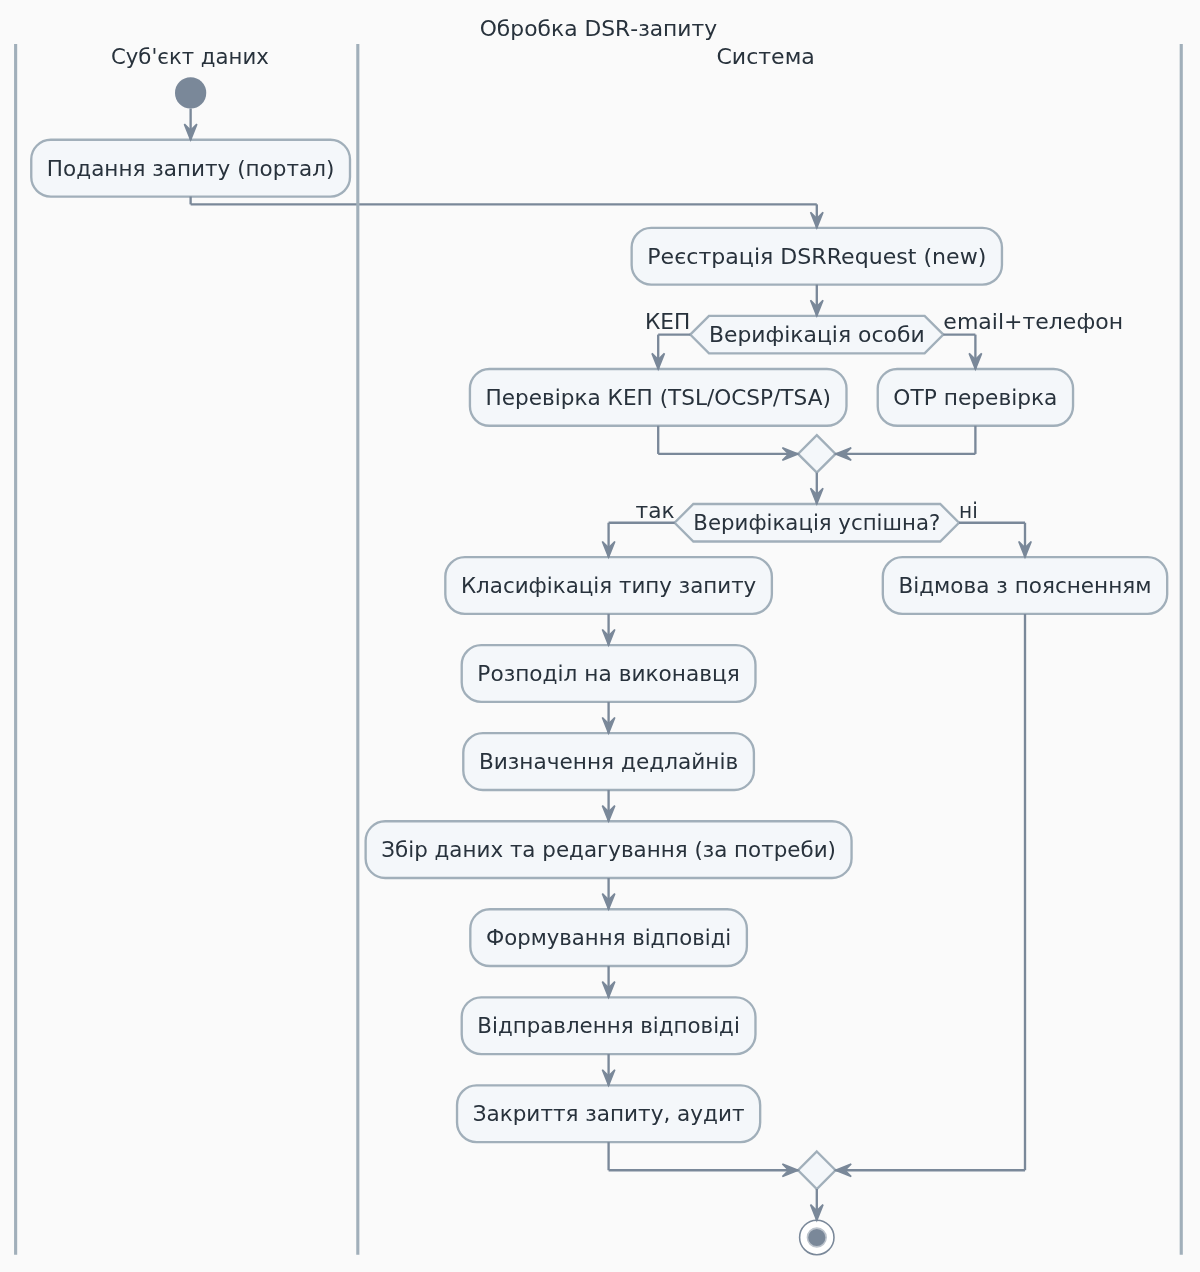 Обробка DSR-запиту
Суб'єкт даних
Система
Подання запиту (портал)
Реєстрація DSRRequest (new)
КЕП
Верифікація особи
email+телефон
Перевірка КЕП (TSL/OCSP/TSA)
OTP перевірка
так
Верифікація успішна?
ні
Класифікація типу запиту
Відмова з поясненням
Розподіл на виконавця
Визначення дедлайнів
Збір даних та редагування (за потреби)
Формування відповіді
Відправлення відповіді
Закриття запиту, аудит